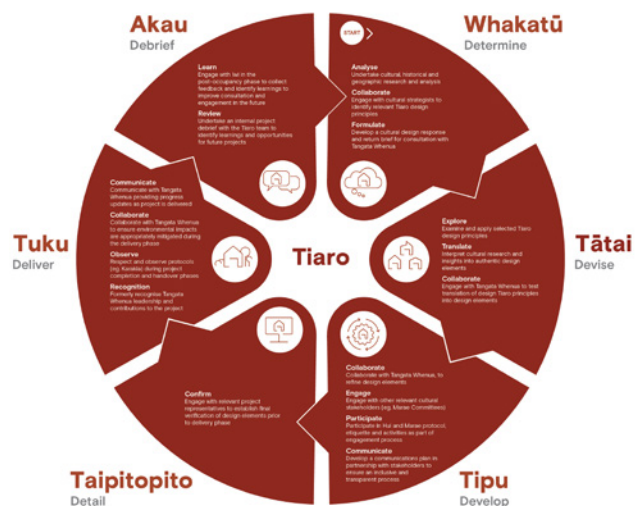 Akau
Debrief
Whakatū
Determine
START
Analyse
Undertake cultural, historical and
geographic research and analysis
Collaborate
Engage with cultural strategists to
identify relevant Tiaro design
principles
Formulate
Develop a cultural design response
and return brief for consultation with
Tangata Whenua
Tātai
Devise
Explore
Examine and apply selected Tiaro
design principles
Translate
Interpret cultural research and
insights into authentic design
elements
Collaborate
Engage with Tangata Whenua to test
translation of design Tiaro principles
into design elements
Tipu
Develop
Collaborate
Collaborate with Tangata Whenua, to
refine design elements
Engage
Engage with other relevant cultural
stakeholders (eg. Marae Committees)
Participate
Participate in Hui and Marae protocol,
etiquette and activities as part of
engagement process
Communicate
Develop a communications plan in
partnership with stakeholders to
ensure an inclusive and
transparent process
Taipitopito
Detail
Confirm
Engage with relevant project
representatives to establish final
verification of design elements prior
to delivery phase
Tuku
Deliver
Communicate
Communicate with Tangata
Whenua providing progress
updates as project is delivered
Collaborate
Collaborate with Tangata Whenua
to ensure environmental impacts
are appropriately mitigated during
the delivery phase
Observe
Respect and observe protocols
(eg. Karakia) during project
completion and handover phases
Recognition
Formerly recognise Tangata
Whenua leadership and
contributions to the project
Learn
Engage with Iwi in the
post-occupancy phase to collect
feedback and identify learnings to
improve consultation and
engagement in the future
Review
Undertake an internal project
debrief with the Tiaro team to
identify learnings and opportunities
for future projects
Tiaro